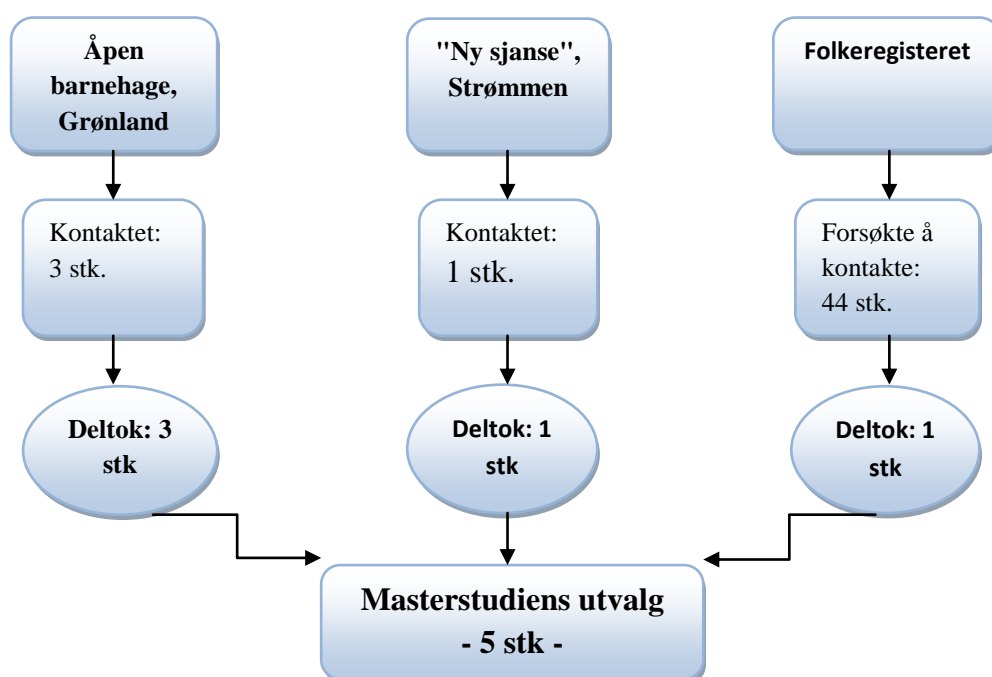 Åpen
barnehage,
Grønland
"Ny sjanse",
Strømmen
Folkeregisteret
Kontaktet:
3 stk.
Kontaktet:
1 stk.
Forsøkte å
kontakte:
44 stk.
Deltok: 3
stk
Deltok: 1
stk
Deltok: 1
stk
Masterstudiens utvalg
- 5 stk -